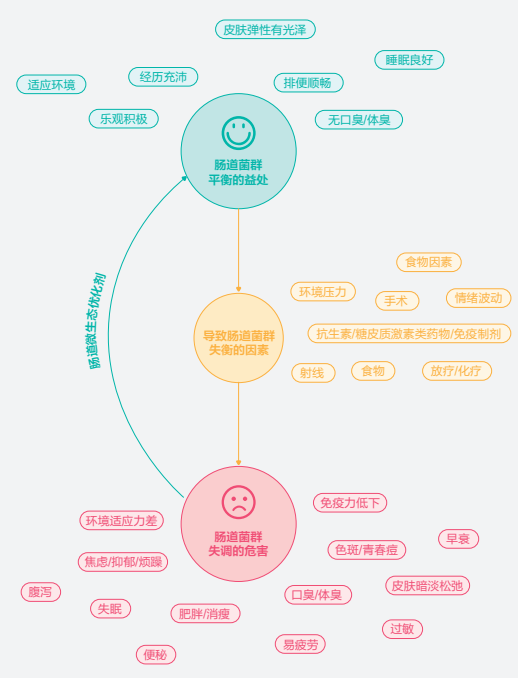 皮肤弹性有光泽
睡眠良好
经历充沛
排便顺畅
适应环境
乐观积极
无口臭/体臭
肠道菌群
平衡的益处
肠道微生态优化剂
食物因素
环境压力
手术
情绪波动
导致肠道菌群
失衡的因素
抗生素/糖皮质激素类药物/免疫制剂
射线
食物
放疗/化疗
肠道菌群
失调的危害
免疫力低下
环境适应力差
早衰
色斑/青春痘
焦虑/抑郁/烦躁
皮肤暗淡松弛
腹泻
口臭/体臭
失眠
肥胖/消瘦
过敏
易疲劳
便秘